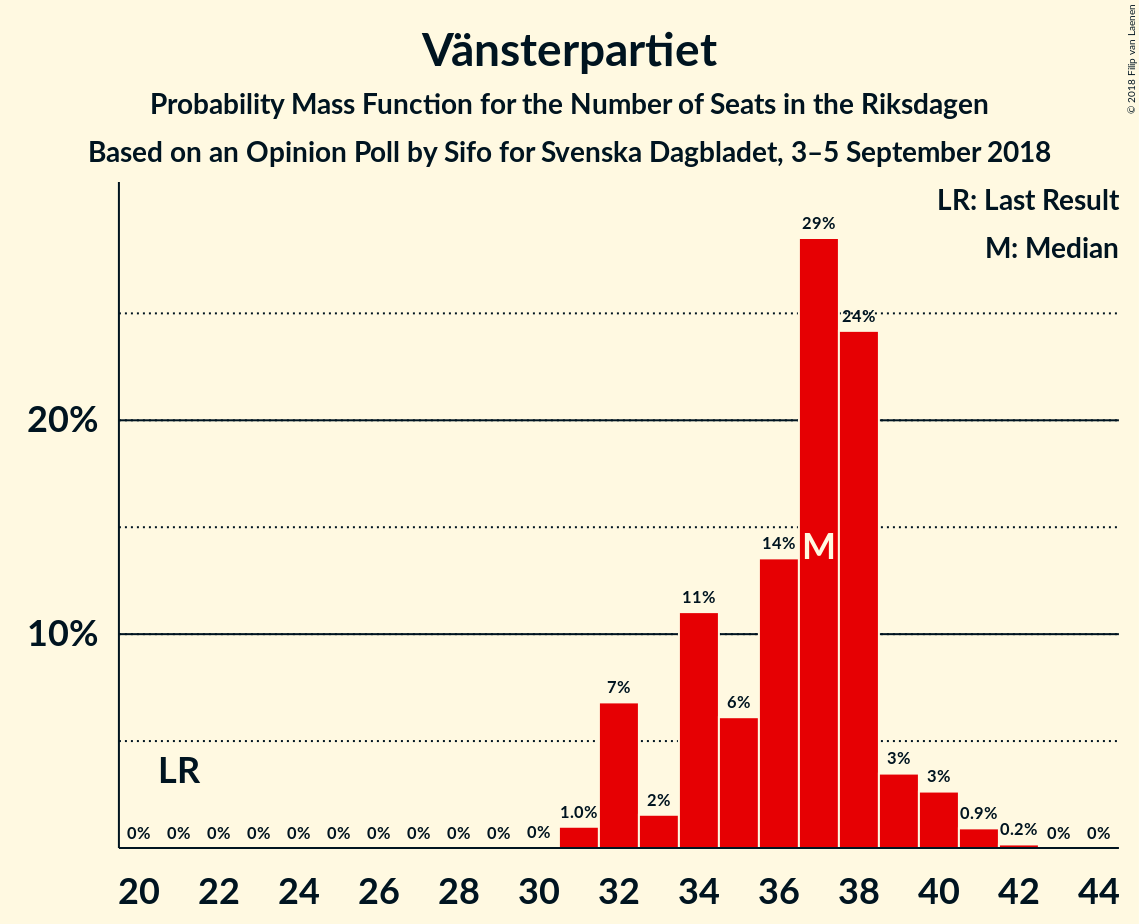 Vänsterpartiet
Probability Mass Function for the Number of Seats in the Riksdagen
Based on an Opinion Poll by Sifo for Svenska Dagbladet, 3–5 September 2018
© 2018 Filip van Laenen
LR: Last Result
M: Median
29%
24%
20%
14%
M
11%
10%
7%
6%
LR
3%
3%
2%
1.0%
0.9%
0.2%
0% 0% 0% 0% 0% 0% 0% 0% 0% 0% 0% 0% 0%
20 22 24 26 28 30 32 34 36 38 40 42 44